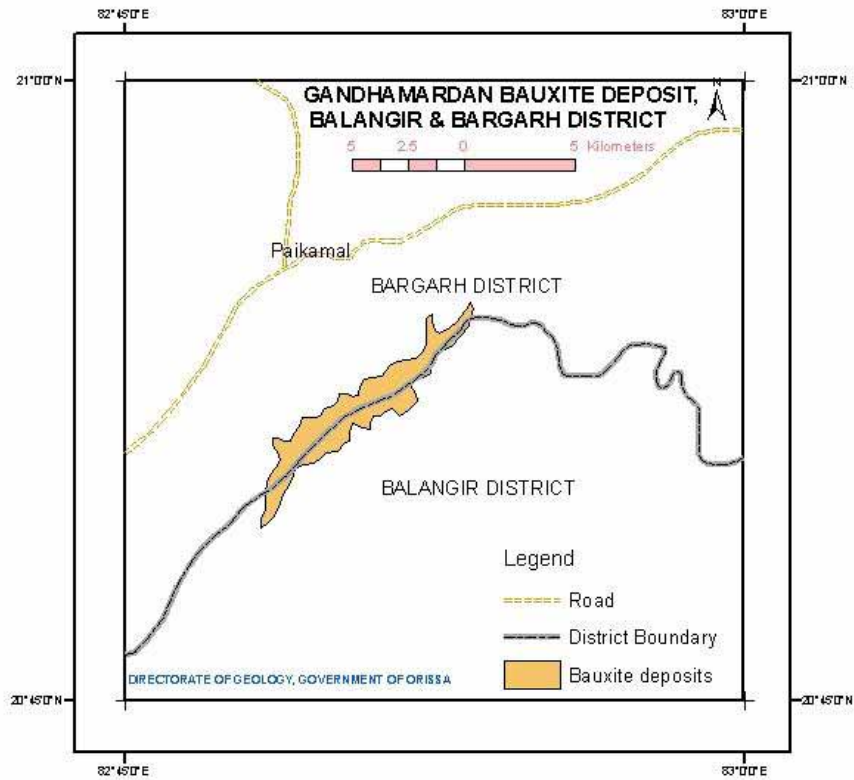 82°45'0"E 83°0'0"E
21°0'0"N 21°0'0"N
GANDHAMARDAN BAUXITE DEPOSIT,
BALANGIR & BARGARH DISTRICT
N
5 2.5 0 5 Kilometers
Paikamal
BARGARH DISTRICT
BALANGIR DISTRICT
Legend
Road
District Boundary
Bauxite deposits
DIRECTORATE OF GEOLOGY, GOVERNMENT OF ORISSA
20°45'0"N 20°45'0"N
82°45'0"E 83°0'0"E